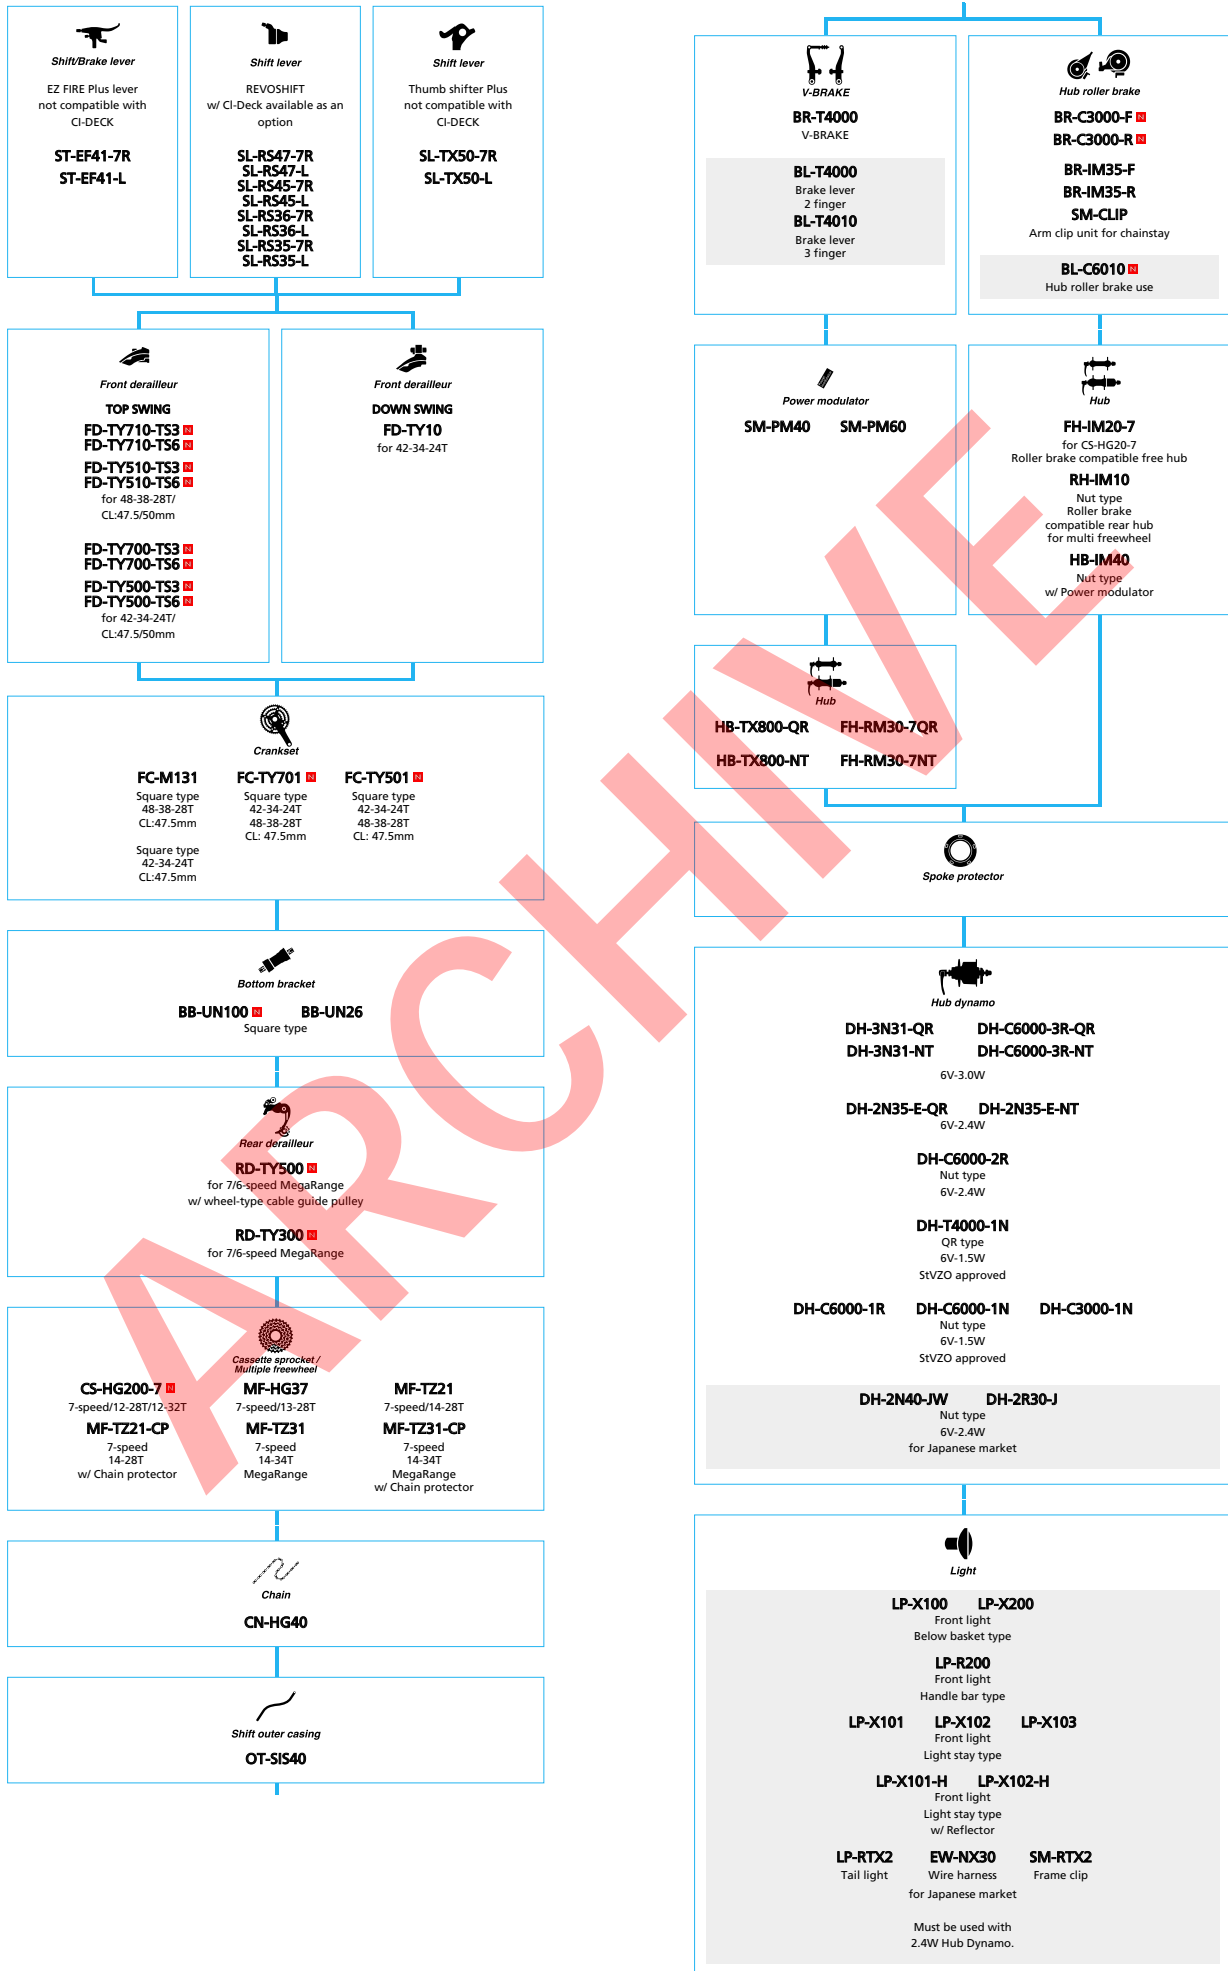 Shift/Brake lever
EZ FIRE Plus lever
not compatible with
CI-DECK
ST-EF41-7R
ST-EF41-L
Shift lever
REVOSHIFT
w/ CI-Deck available as an
option
SL-RS47-7R
SL-RS47-L
SL-RS45-7R
SL-RS45-L
SL-RS36-7R
SL-RS36-L
SL-RS35-7R
SL-RS35-L
Shift lever
Thumb shifter Plus
not compatible with
CI-DECK
SL-TX50-7R
SL-TX50-L
Front derailleur
TOP SWING
FD-TY710-TS3 N
FD-TY710-TS6 N
FD-TY510-TS3 N
FD-TY510-TS6 N
for 48-38-28T/
CL:47.5/50mm
FD-TY700-TS3 N
FD-TY700-TS6 N
FD-TY500-TS3 N
FD-TY500-TS6 N
for 42-34-24T/
CL:47.5/50mm
Front derailleur
DOWN SWING
FD-TY10
for 42-34-24T
Crankset
FC-M131
Square type
48-38-28T
CL:47.5mm
Square type
42-34-24T
CL:47.5mm
FC-TY701 N
Square type
42-34-24T
48-38-28T
CL: 47.5mm
FC-TY501 N
Square type
42-34-24T
48-38-28T
CL: 47.5mm
Bottom bracket
BB-UN100 N BB-UN26
Square type
Rear derailleur
RD-TY500 N
for 7/6-speed MegaRange
w/ wheel-type cable guide pulley
RD-TY300 N
for 7/6-speed MegaRange
Cassette sprocket /
Multiple freewheel
CS-HG200-7 N
7-speed/12-28T/12-32T
MF-HG37
7-speed/13-28T
MF-TZ21
7-speed/14-28T
MF-TZ21-CP
7-speed
14-28T
w/ Chain protector
MF-TZ31
7-speed
14-34T
MegaRange
MF-TZ31-CP
7-speed
14-34T
MegaRange
w/ Chain protector
Chain
CN-HG40
Shift outer casing
OT-SIS40
V-BRAKE
BR-T4000
V-BRAKE
BL-T4000
Brake lever
2 finger
BL-T4010
Brake lever
3 finger
Hub roller brake
BR-C3000-F N
BR-C3000-R N
BR-IM35-F
BR-IM35-R
SM-CLIP
Arm clip unit for chainstay
BL-C6010 N
Hub roller brake use
Power modulator
SM-PM40 SM-PM60
Hub
FH-IM20-7
for CS-HG20-7
Roller brake compatible free hub
RH-IM10
Nut type
Roller brake
compatible rear hub
for multi freewheel
HB-IM40
Nut type
w/ Power modulator
Hub
HB-TX800-QR FH-RM30-7QR
HB-TX800-NT FH-RM30-7NT
Spoke protector
Hub dynamo
DH-3N31-QR DH-C6000-3R-QR
DH-3N31-NT DH-C6000-3R-NT
6V-3.0W
DH-2N35-E-QR DH-2N35-E-NT
6V-2.4W
DH-C6000-2R
Nut type
6V-2.4W
DH-T4000-1N
QR type
6V-1.5W
StVZO approved
DH-C6000-1R DH-C6000-1N DH-C3000-1N
Nut type
6V-1.5W
StVZO approved
DH-2N40-JW DH-2R30-J
Nut type
6V-2.4W
for Japanese market
Light
LP-X100 LP-X200
Front light
Below basket type
LP-R200
Front light
Handle bar type
LP-X101 LP-X102 LP-X103
Front light
Light stay type
LP-X101-H LP-X102-H
Front light
Light stay type
w/ Reflector
LP-RTX2 EW-NX30 SM-RTX2
Tail light Wire harness Frame clip
for Japanese market
Must be used with
2.4W Hub Dynamo.
ARCHIVE